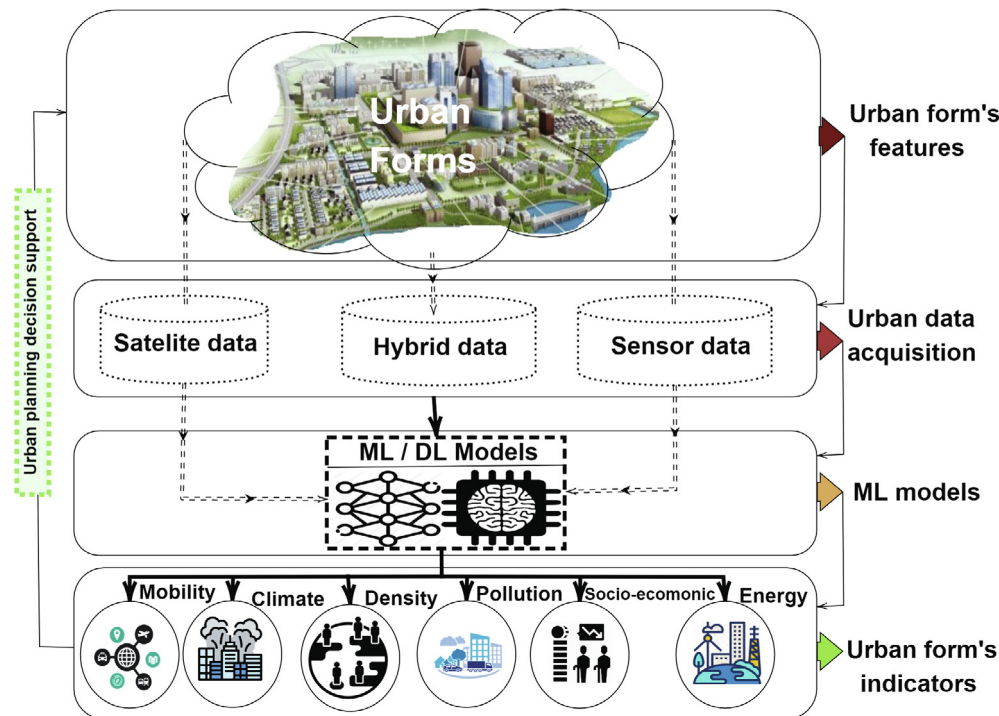 Urban
Forms
Urban form's
features
Urban planning decision support
Satelite data
Hybrid data
Sensor data
Urban data
acquisition
ML / DL Models
ML models
Mobility
Climate
Density
Pollution
Socio-ecomonic
Energy
Urban form's
indicators